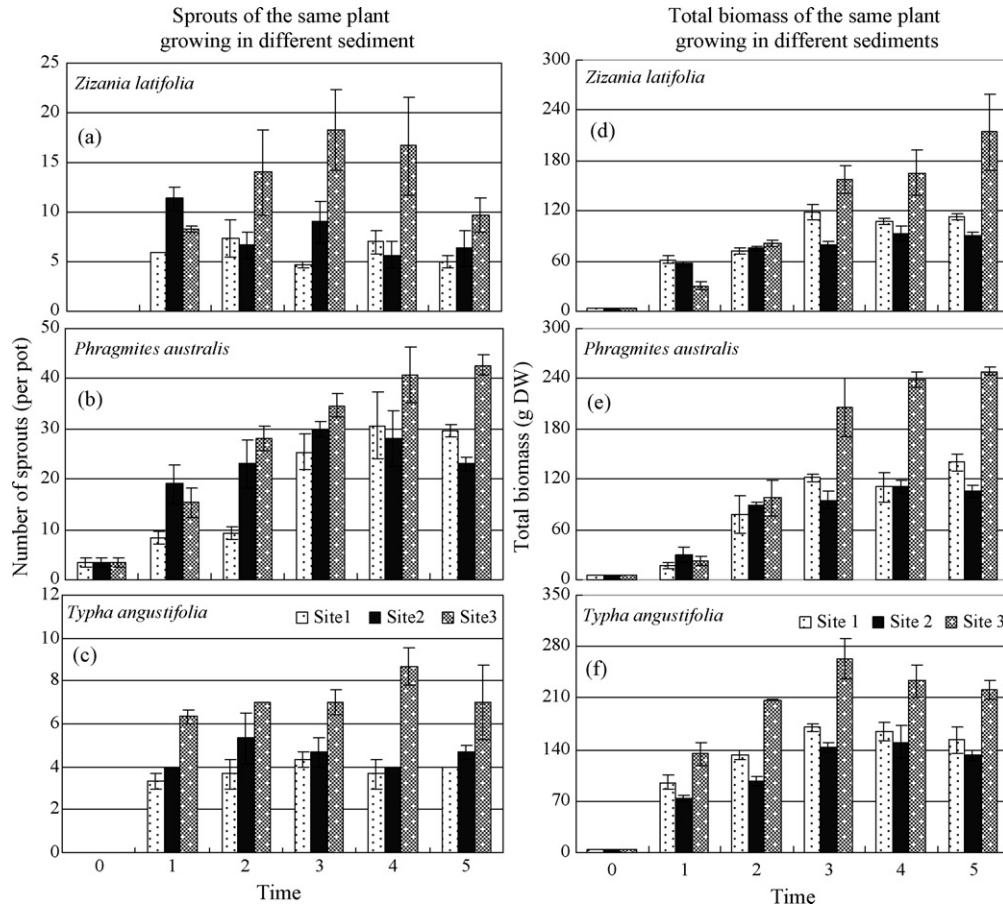 Sprouts of the same plant
growing in different sediment
Total biomass of the same plant
growing in different sediments
Number of sprouts (per pot)
25
20
15
10
5
0
Zizania latifolia
(a)
50
40
30
20
10
0
Phragmites australis
(b)
12
10
8
6
4
2
0
Typha angustifolia
Site1 Site2 Site3
(c)
0 1 2 3 4 5
Time
Total biomass (g DW)
300
240
180
120
60
0
Zizania latifolia
(d)
300
240
180
120
60
0
Phragmites australis
(e)
350
280
210
140
70
0
Typha angustifolia
Site 1 Site 2 Site 3
(f)
0 1 2 3 4 5
Time